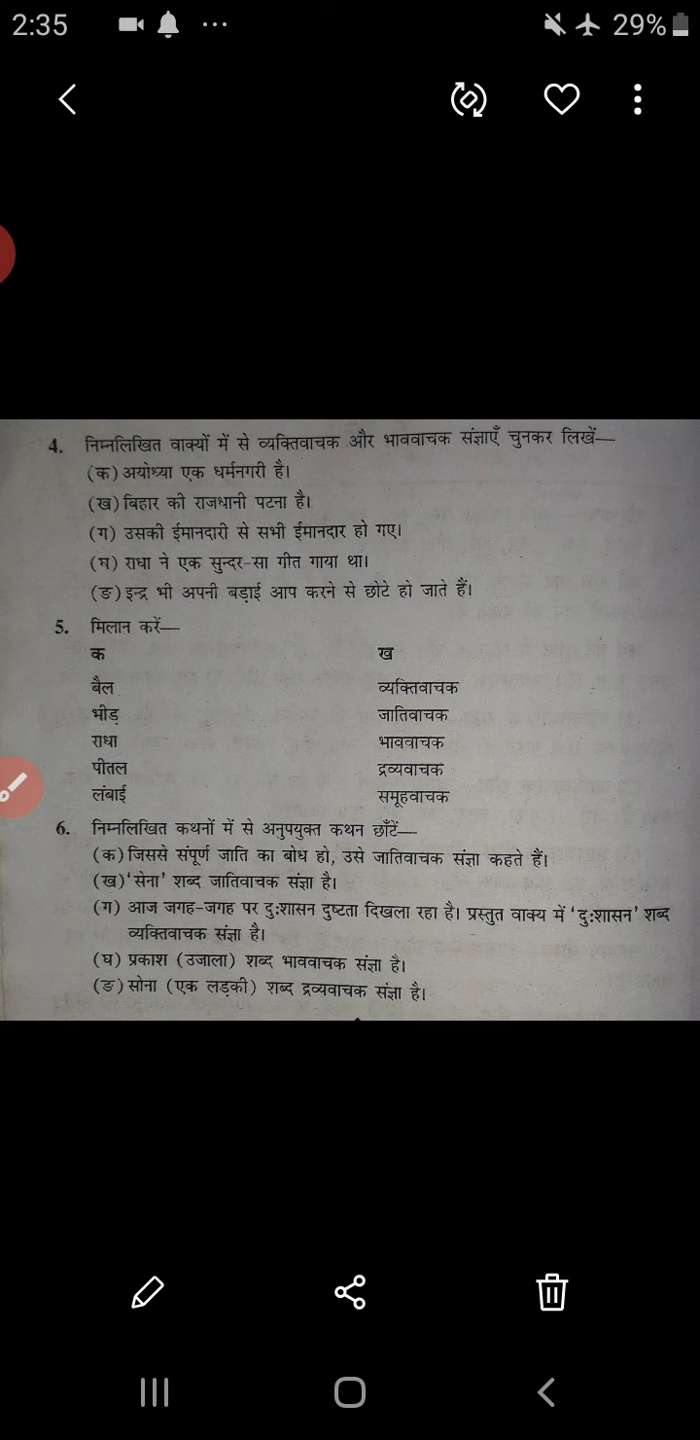 2:35
29%
4. निम्नलिखित वाक्यों में से व्यक्तिवाचक और भाववाचक संज्ञाएँ चुनकर लिखें—
(क) अयोध्या एक धर्मनगरी है।
(ख) बिहार की राजधानी पटना है।
(ग) उसकी ईमानदारी से सभी ईमानदार हो गए।
(घ) राधा ने एक सुन्दर-सा गीत गाया था।
(ङ) इन्द्र भी अपनी बड़ाई आप करने से छोटे हो जाते हैं।
5. मिलान करें—
क ख
बैल व्यक्तिवाचक
भीड़ जातिवाचक
राधा भाववाचक
पीतल द्रव्यवाचक
लंबाई समूहवाचक
6. निम्नलिखित कथनों में से अनुपयुक्त कथन छाँटें—
(क) जिससे संपूर्ण जाति का बोध हो, उसे जातिवाचक संज्ञा कहते हैं।
(ख) 'सेना' शब्द जातिवाचक संज्ञा है।
(ग) आज जगह-जगह पर दुःशासन दुष्टता दिखला रहा है। प्रस्तुत वाक्य में 'दुःशासन' शब्द
व्यक्तिवाचक संज्ञा है।
(घ) प्रकाश (उजाला) शब्द भाववाचक संज्ञा है।
(ङ) सोना (एक लड़की) शब्द द्रव्यवाचक संज्ञा है।